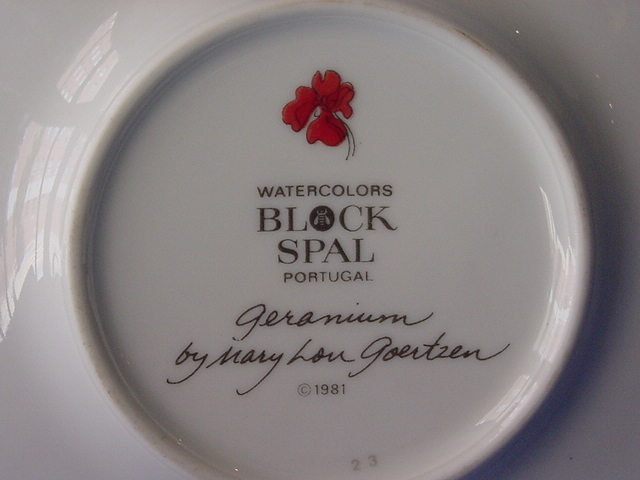 WATERCOLORS
BLOCK
SPAL
PORTUGAL
Geranium
by Mary Lou Goertzen
©1981
23